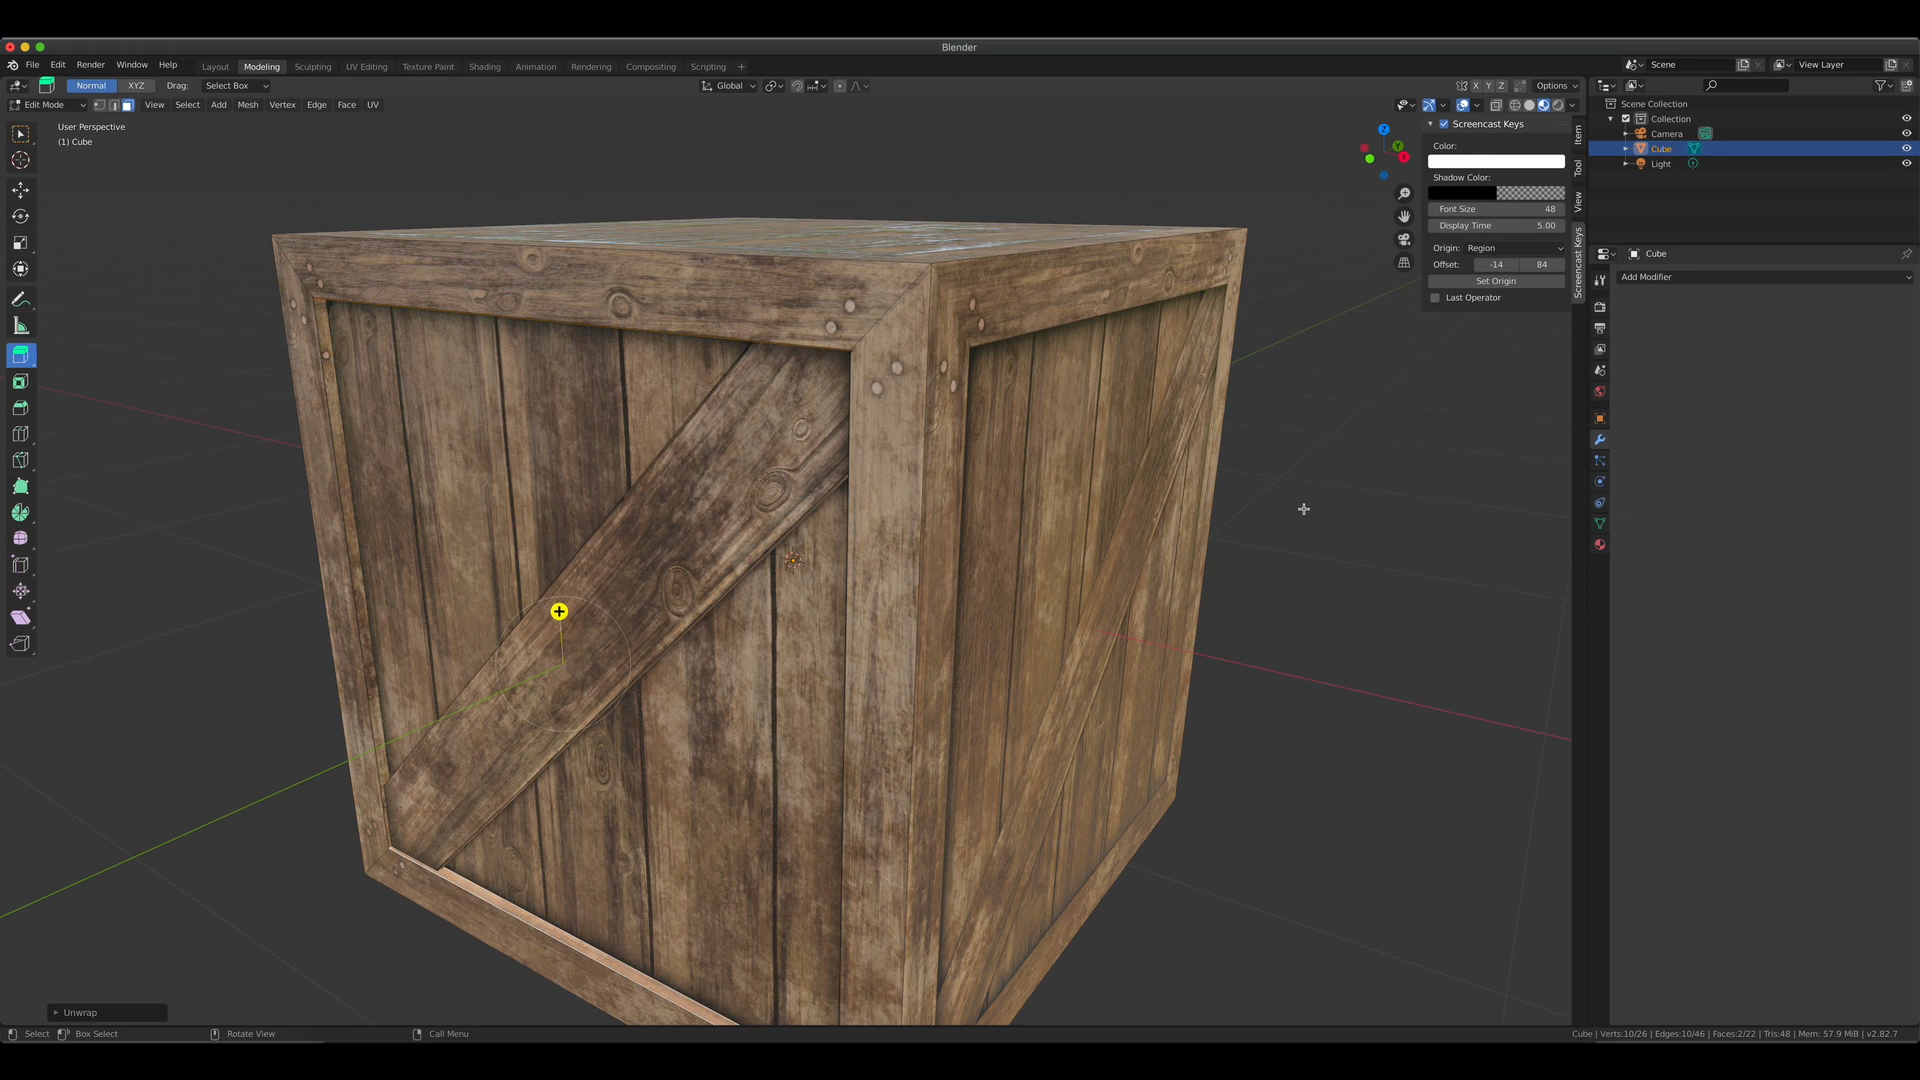 Blender
File Edit Render Window Help Layout Modeling Sculpting UV Editing Texture Paint Shading Animation Rendering Compositing Scripting + Scene View Layer
Normal XYZ Drag: Select Box Global X Y Z Options
Edit Mode View Select Add Mesh Vertex Edge Face UV
Scene Collection
Collection
Camera
Cube
Light
User Perspective
(1) Cube
Screencast Keys
Color:
Shadow Color:
Font Size 48
Display Time 5.00
Origin: Region
Offset: -14 84
Set Origin
Last Operator
Item
Tool
View
Screencast Keys
Z
Y
X
Cube
Add Modifier
Unwrap
Select Box Select Rotate View Call Menu Cube | Verts:10/26 | Edges:10/46 | Faces:2/22 | Tris:48 | Mem: 57.9 MiB | v2.82.7